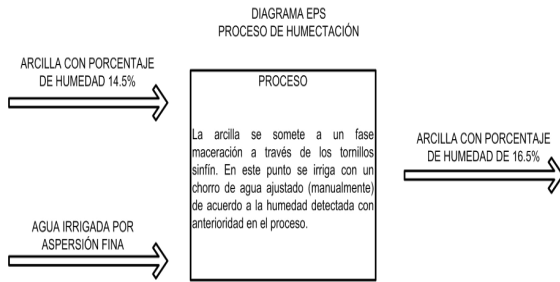 DIAGRAMA EPS
PROCESO DE HUMECTACIÓN
ARCILLA CON PORCENTAJE
DE HUMEDAD 14.5%
PROCESO
La arcilla se somete a un fase
maceración a través de los tornillos
sinfín. En este punto se irriga con un
chorro de agua ajustado (manualmente)
de acuerdo a la humedad detectada con
anterioridad en el proceso.
ARCILLA CON PORCENTAJE
DE HUMEDAD DE 16.5%
AGUA IRRIGADA POR
ASPERSIÓN FINA